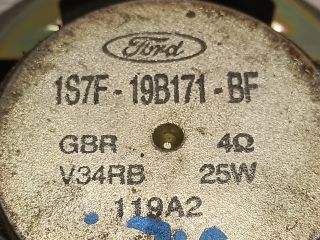 Ford
1S7F-19B171-BF
GBR 4Ω
V34RB 25W
119A2